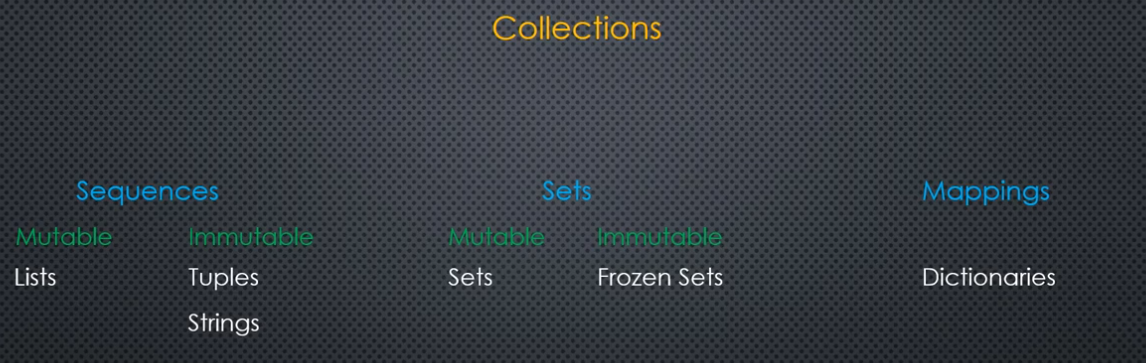 Collections
Sequences Sets Mappings
Mutable Immutable Mutable Immutable
Lists Tuples Sets Frozen Sets Dictionaries
Strings